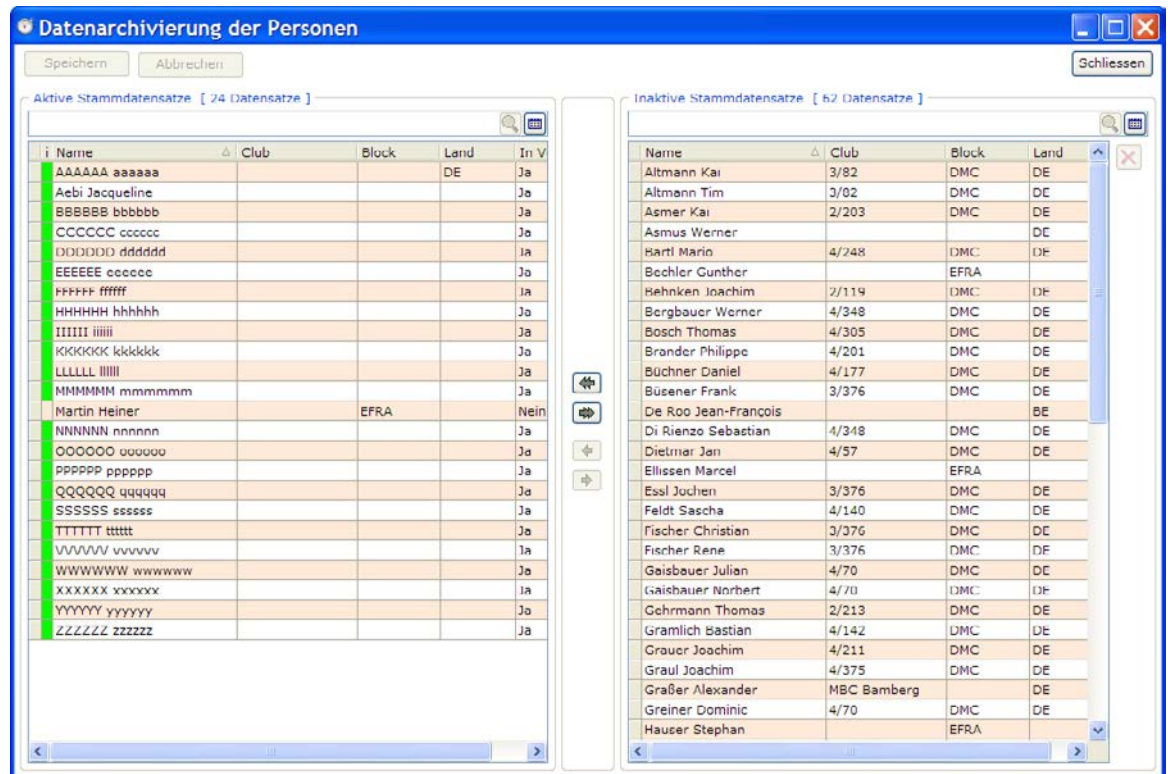 Datenarchivierung der Personen
Speichern Abbrechen Schliessen
Aktive Stammdatensätze [ 24 Datensätze ]
i Name Club Block Land In V
AAAAAA aaaaaa DE Ja
Aebi Jacqueline Ja
BBBBBB bbbbbb Ja
CCCCCC cccccc Ja
DDDDDD dddddd Ja
EEEEEE eeeeee Ja
FFFFFF ffffff Ja
HHHHHH hhhhhh Ja
IIIIII iiiiii Ja
KKKKKK kkkkkk Ja
LLLLLL llllll Ja
MMMMMM mmmmmm Ja
Martin Heiner EFRA Nein
NNNNNN nnnnnn Ja
OOOOOO oooooo Ja
PPPPPP pppppp Ja
QQQQQQ qqqqqq Ja
SSSSSS ssssss Ja
TTTTTT tttttt Ja
VVVVVV vvvvvv Ja
WWWWWW wwwwww Ja
XXXXXX xxxxxx Ja
YYYYYY yyyyyy Ja
ZZZZZZ zzzzzz Ja
Inaktive Stammdatensätze [ 62 Datensätze ]
Name Club Block Land
Altmann Kai 3/82 DMC DE
Altmann Tim 3/82 DMC DE
Asmer Kai 2/203 DMC DE
Asmus Werner DE
Bartl Mario 4/248 DMC DE
Bechler Gunther EFRA
Behnken Joachim 2/119 DMC DE
Bergbauer Werner 4/348 DMC DE
Bosch Thomas 4/305 DMC DE
Brander Philippe 4/201 DMC DE
Büchner Daniel 4/177 DMC DE
Büsener Frank 3/376 DMC DE
De Roo Jean-François BE
Di Rienzo Sebastian 4/348 DMC DE
Dietmar Jan 4/57 DMC DE
Ellissen Marcel EFRA
Essl Jochen 3/376 DMC DE
Feldt Sascha 4/140 DMC DE
Fischer Christian 3/376 DMC DE
Fischer Rene 3/376 DMC DE
Gaisbauer Julian 4/70 DMC DE
Gaisbauer Norbert 4/70 DMC DE
Gehrmann Thomas 2/213 DMC DE
Gramlich Bastian 4/142 DMC DE
Grauer Joachim 4/211 DMC DE
Graul Joachim 4/375 DMC DE
Graßer Alexander MBC Bamberg DE
Greiner Dominic 4/70 DMC DE
Hauser Stephan EFRA